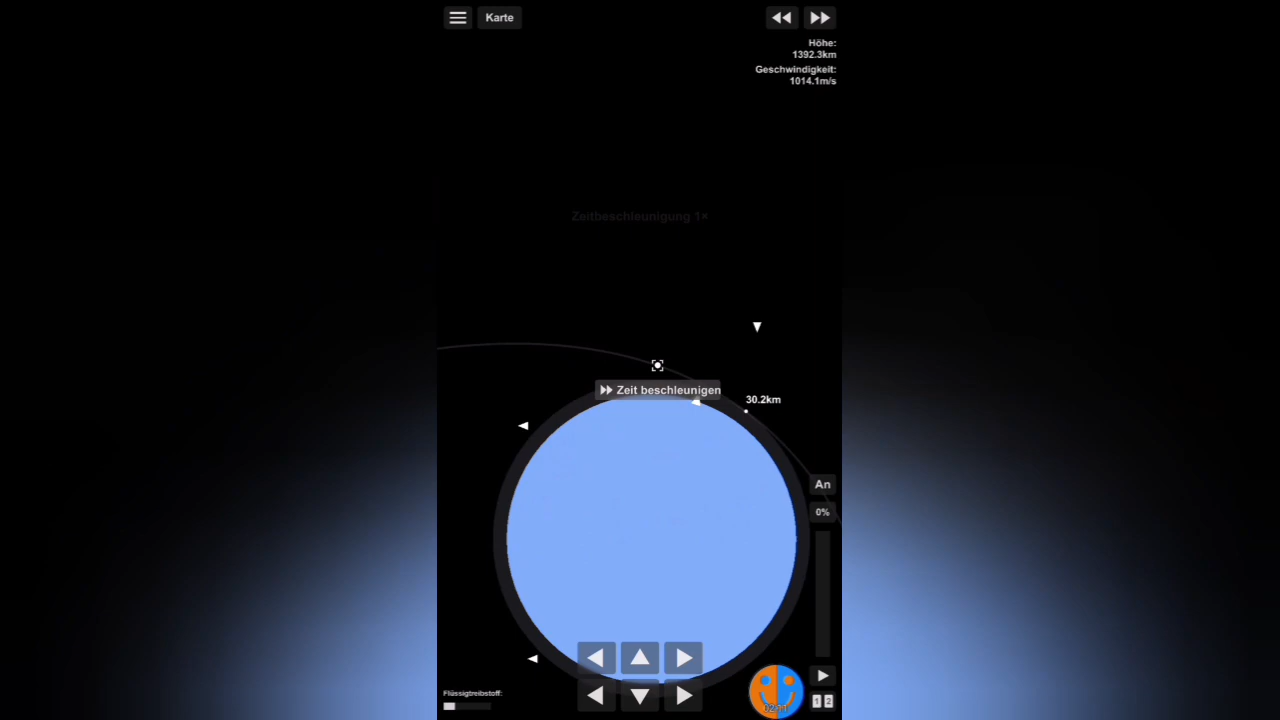 Karte
Höhe:
1392.3km
Geschwindigkeit:
1014.1m/s
Zeitbeschleunigung 1×
Zeit beschleunigen
30.2km
An
0%
Flüssigtreibstoff:
1 2